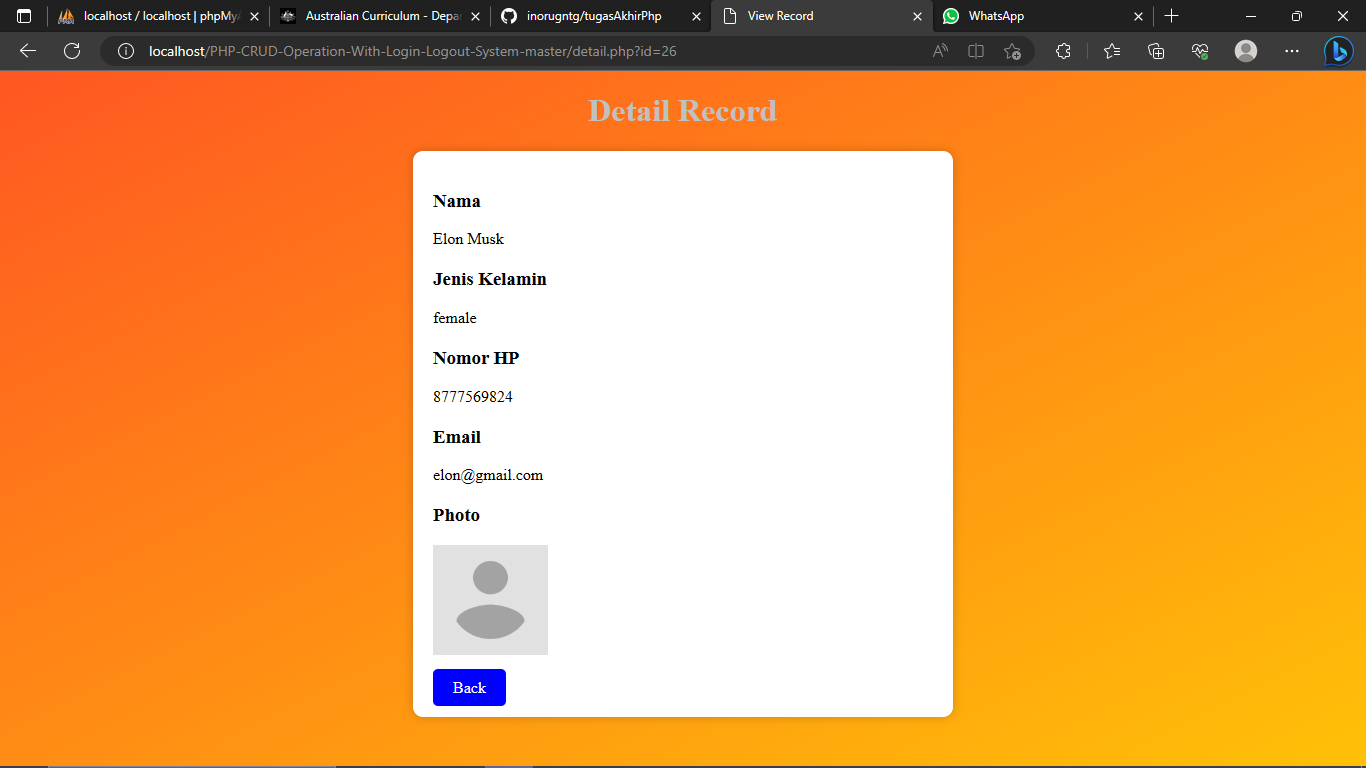 localhost / localhost | phpMyA
Australian Curriculum - Depar
inorugntg/tugasAkhirPhp
View Record
WhatsApp
localhost/PHP-CRUD-Operation-With-Login-Logout-System-master/detail.php?id=26
Detail Record
Nama
Elon Musk
Jenis Kelamin
female
Nomor HP
8777569824
Email
elon@gmail.com
Photo
Back